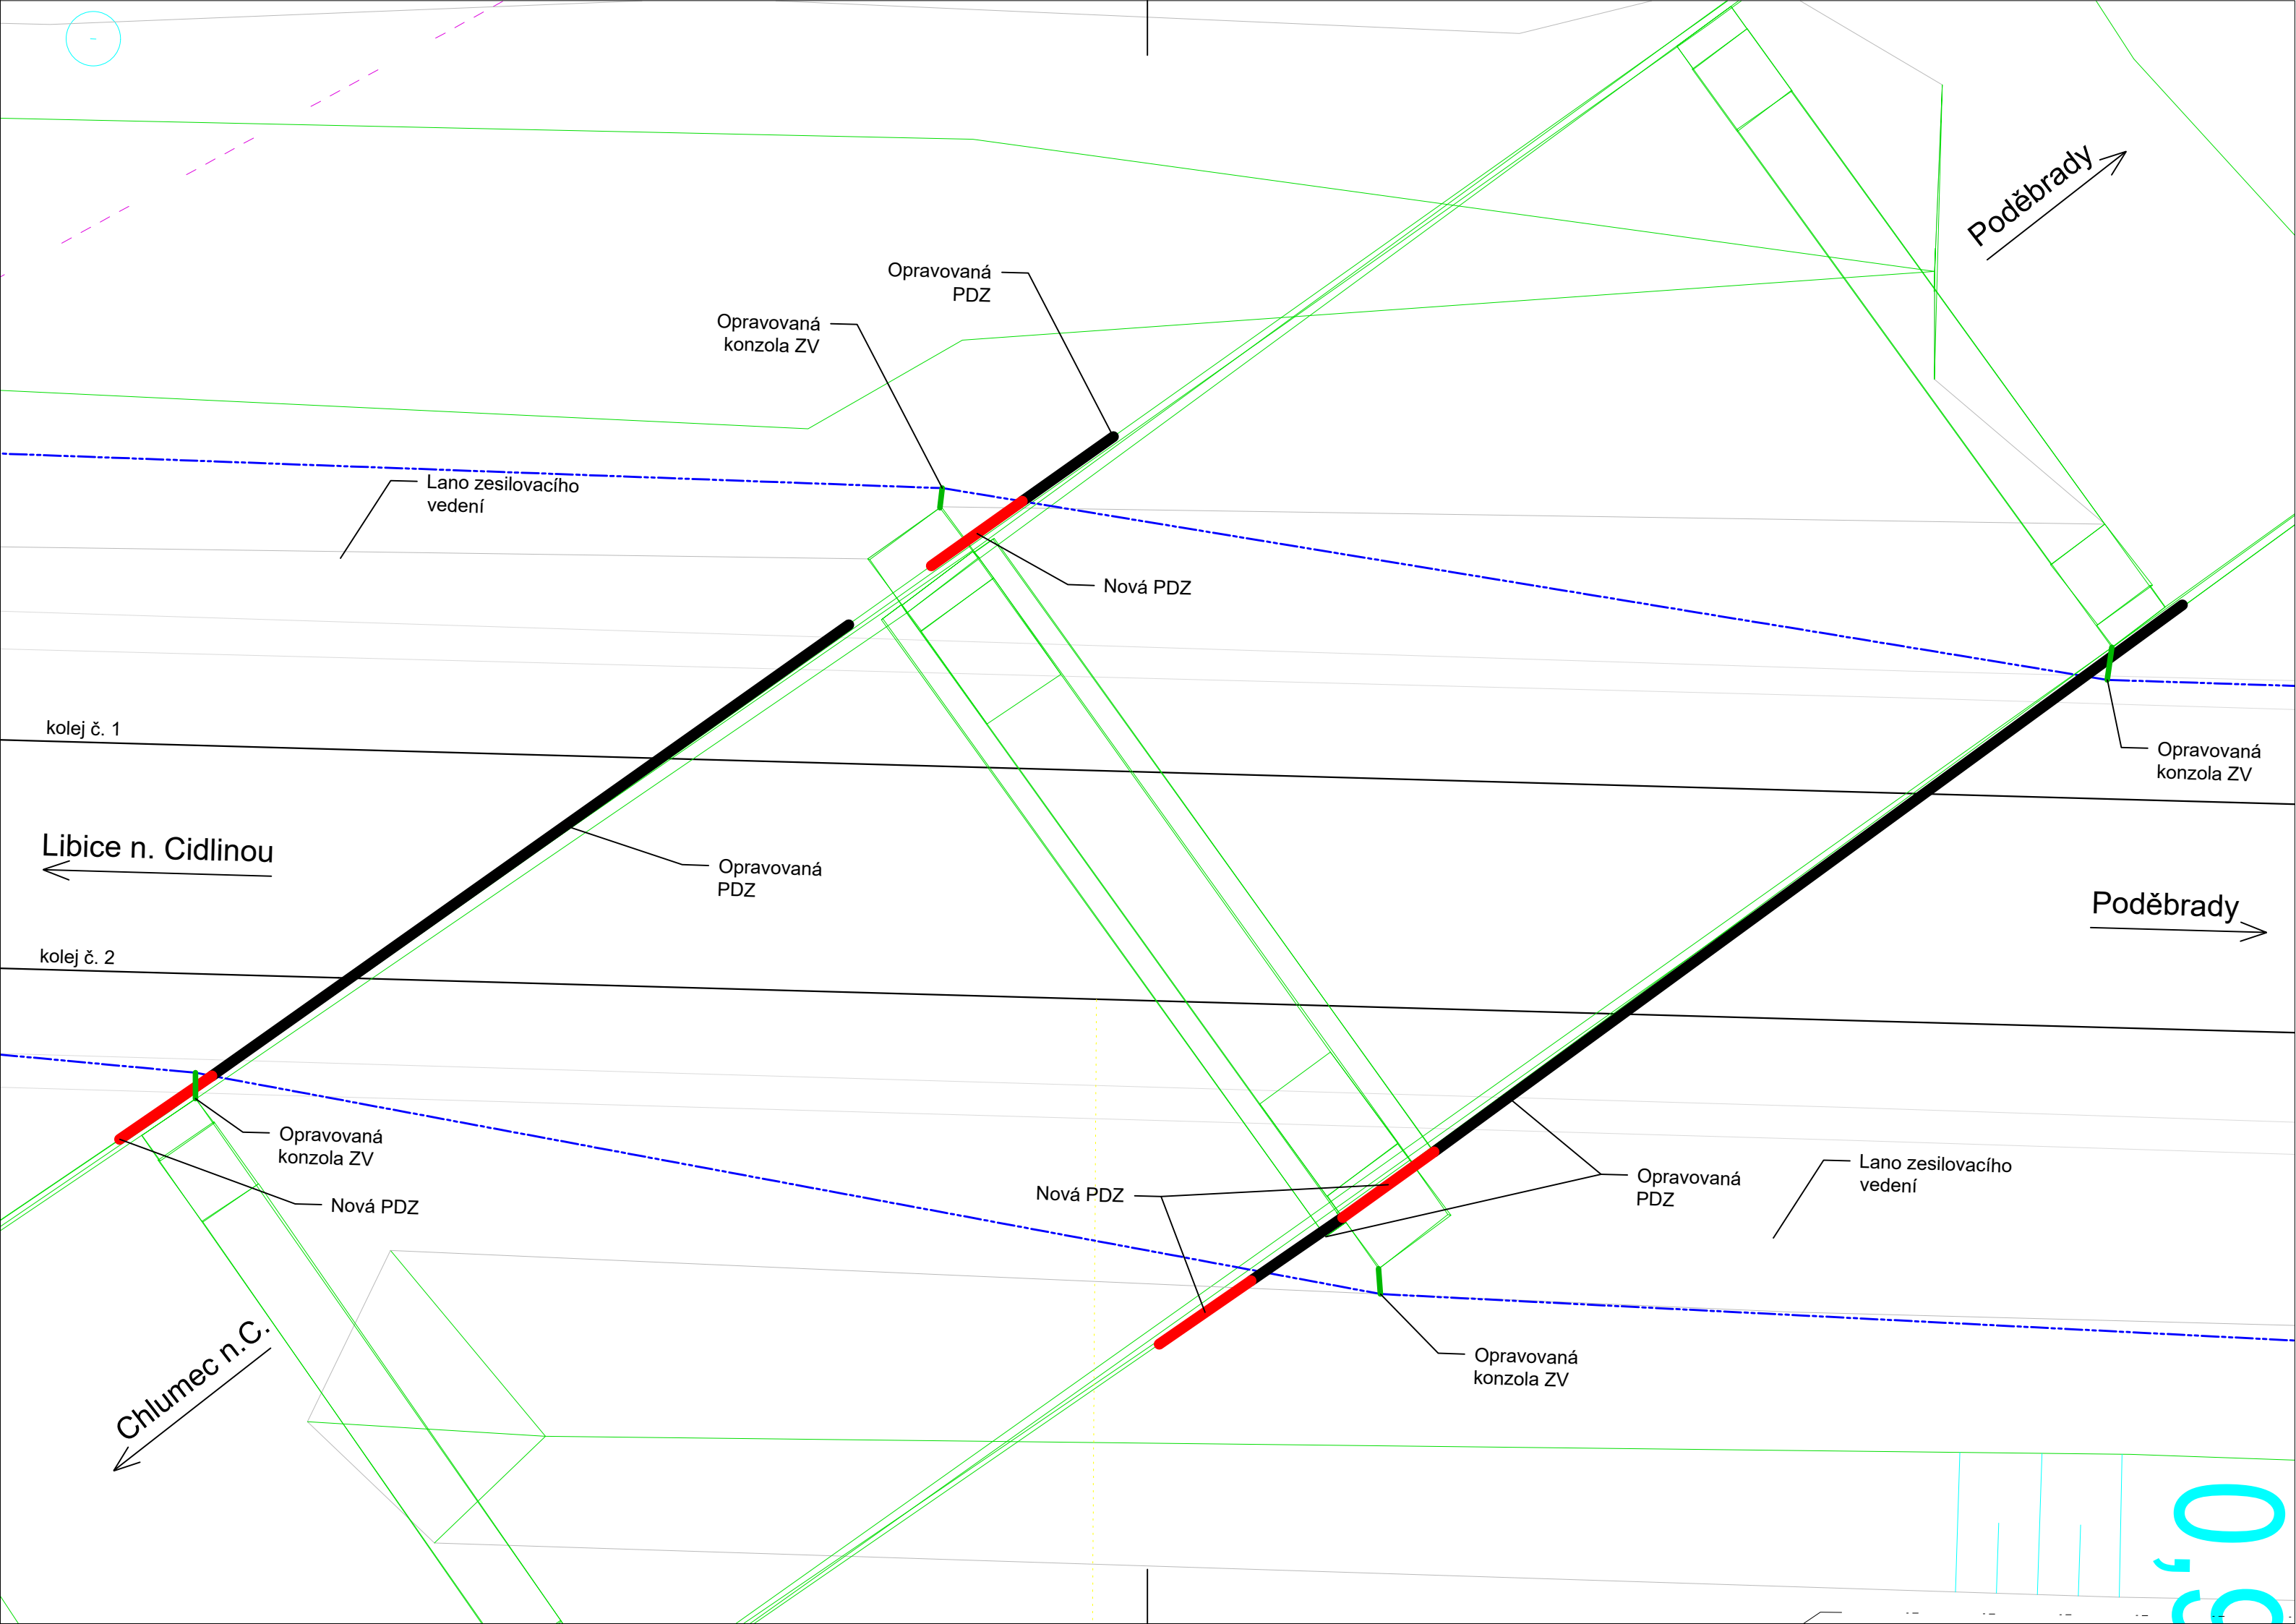 Poděbrady
Opravovaná
PDZ
Opravovaná
konzola ZV
Lano zesilovacího
vedení
Nová PDZ
kolej č. 1
Opravovaná
konzola ZV
Libice n. Cidlinou
Opravovaná
PDZ
Poděbrady
kolej č. 2
Opravovaná
konzola ZV
Nová PDZ
Nová PDZ
Opravovaná
PDZ
Lano zesilovacího
vedení
Chlumec n.C.
Opravovaná
konzola ZV